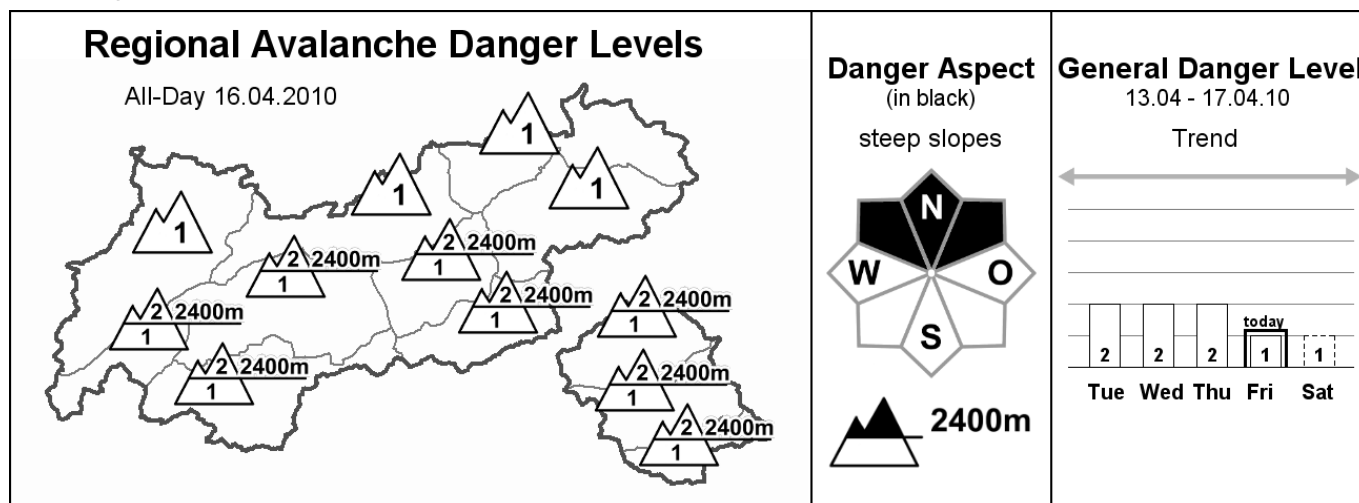 Regional Avalanche Danger Levels
All-Day 16.04.2010
1
1
1
1
2 2400m
1
2 2400m
1
2 2400m
1
2 2400m
1
2 2400m
1
2 2400m
1
2 2400m
1
2 2400m
1
Danger Aspect
(in black)
steep slopes
N
W O
S
2400m
General Danger Level
13.04 - 17.04.10
Trend
today
2 2 2 1 1
Tue Wed Thu Fri Sat